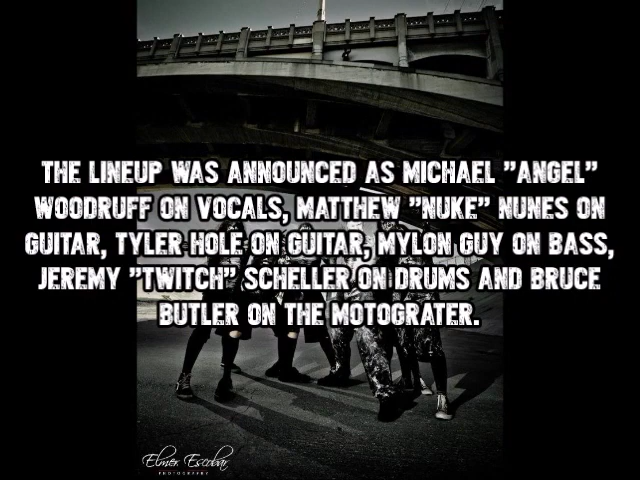 THE LINEUP WAS ANNOUNCED AS MICHAEL "ANGEL"
WOODRUFF ON VOCALS, MATTHEW "NUKE" NUNES ON
GUITAR, TYLER HOLE ON GUITAR, MYLON GUY ON BASS,
JEREMY "TWITCH" SCHELLER ON DRUMS AND BRUCE
BUTLER ON THE MOTOGRATER.
Elmer Escobar
PHOTOGRAPHY